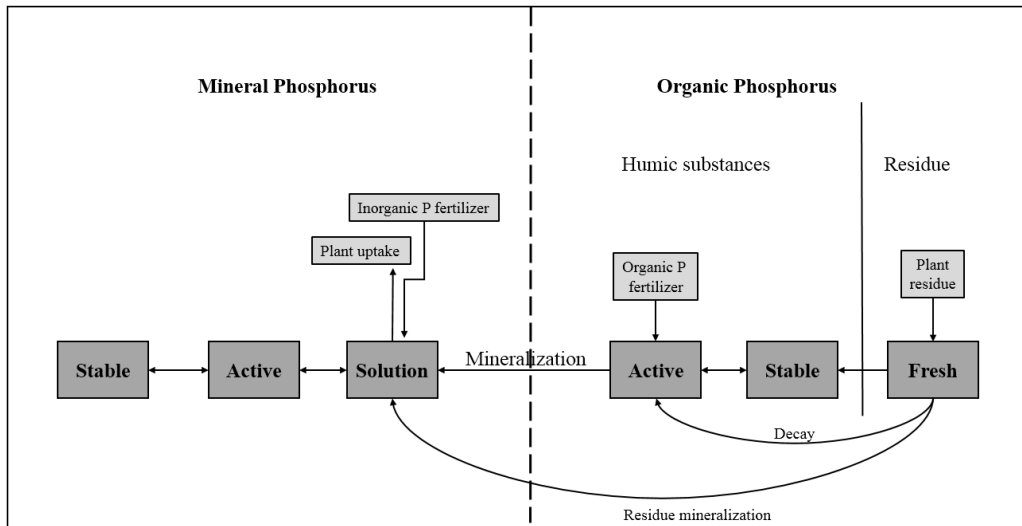 Mineral Phosphorus
Organic Phosphorus
Humic substances
Residue
Inorganic P fertilizer
Plant uptake
Organic P
fertilizer
Plant
residue
Stable
Active
Solution
Mineralization
Active
Stable
Fresh
Decay
Residue mineralization